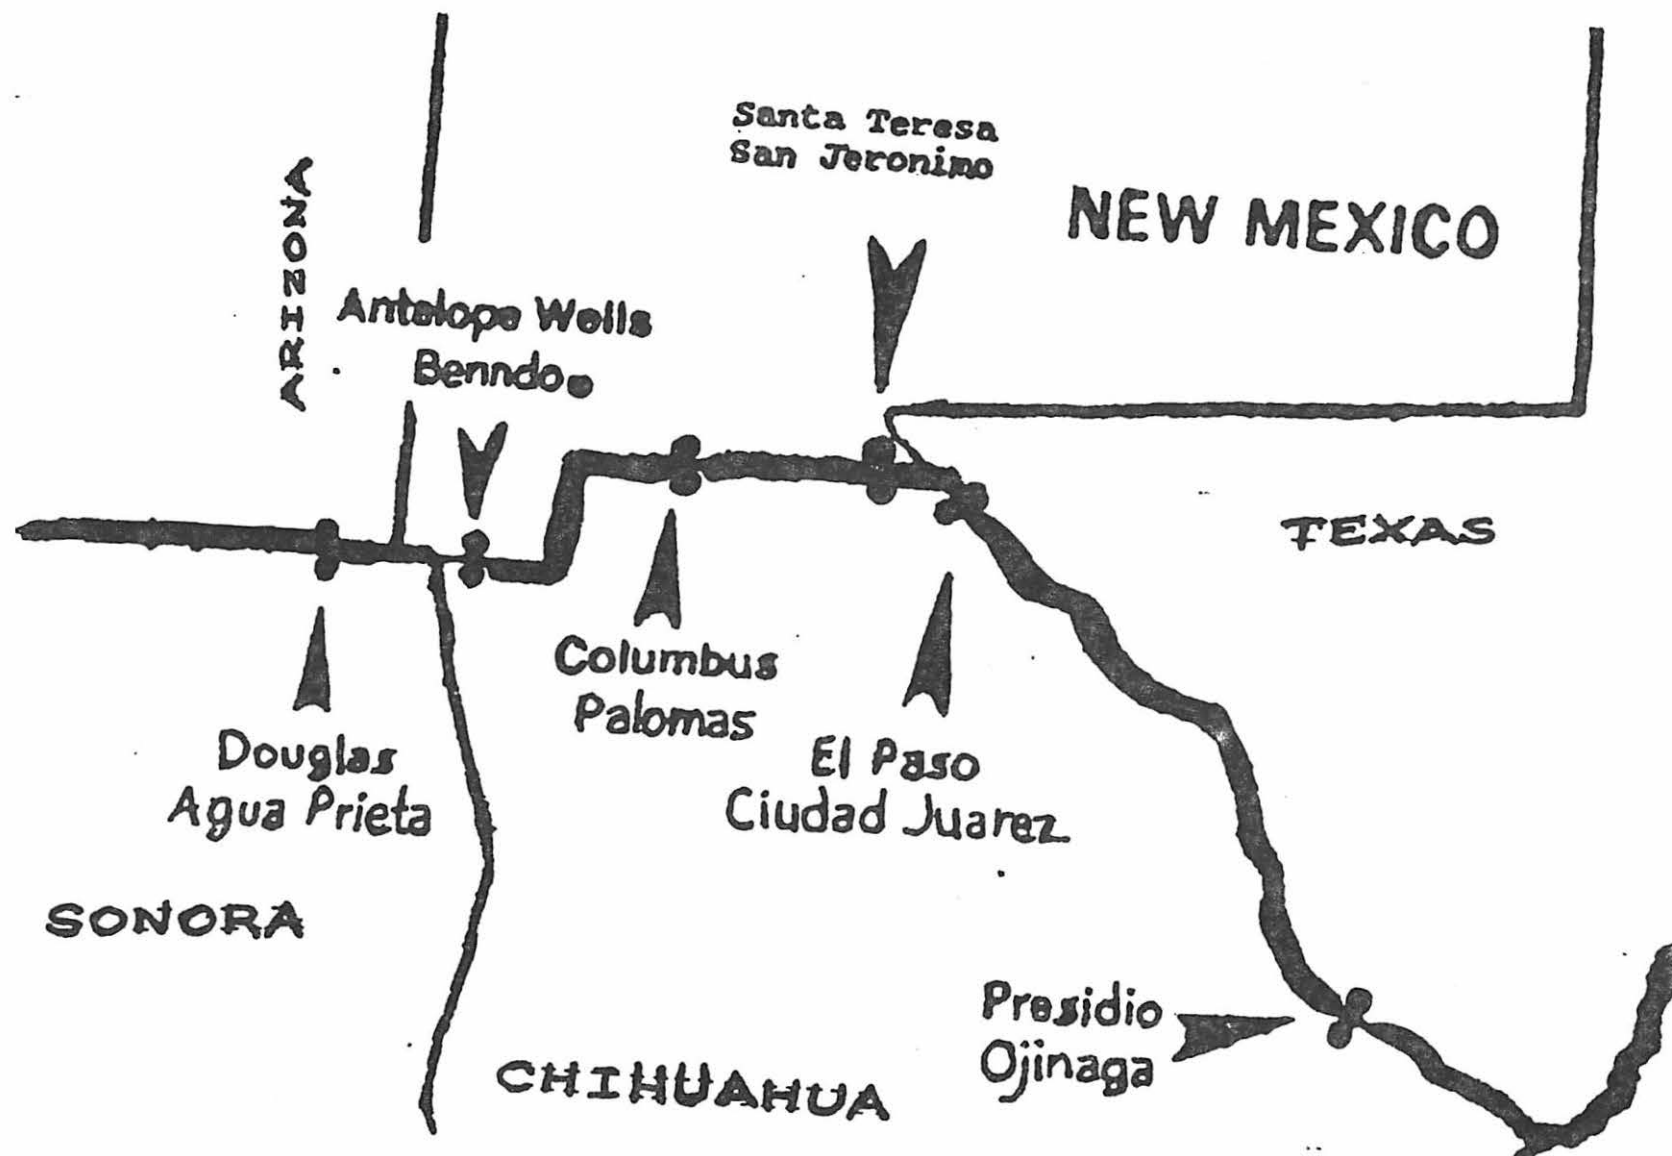 Santa Teresa
San Jeronimo
NEW MEXICO
ARIZONA
Antelope Wells
Benndo
TEXAS
Columbus
Palomas
Douglas
Agua Prieta
El Paso
Ciudad Juarez
SONORA
Presidio
Ojinaga
CHIHUAHUA